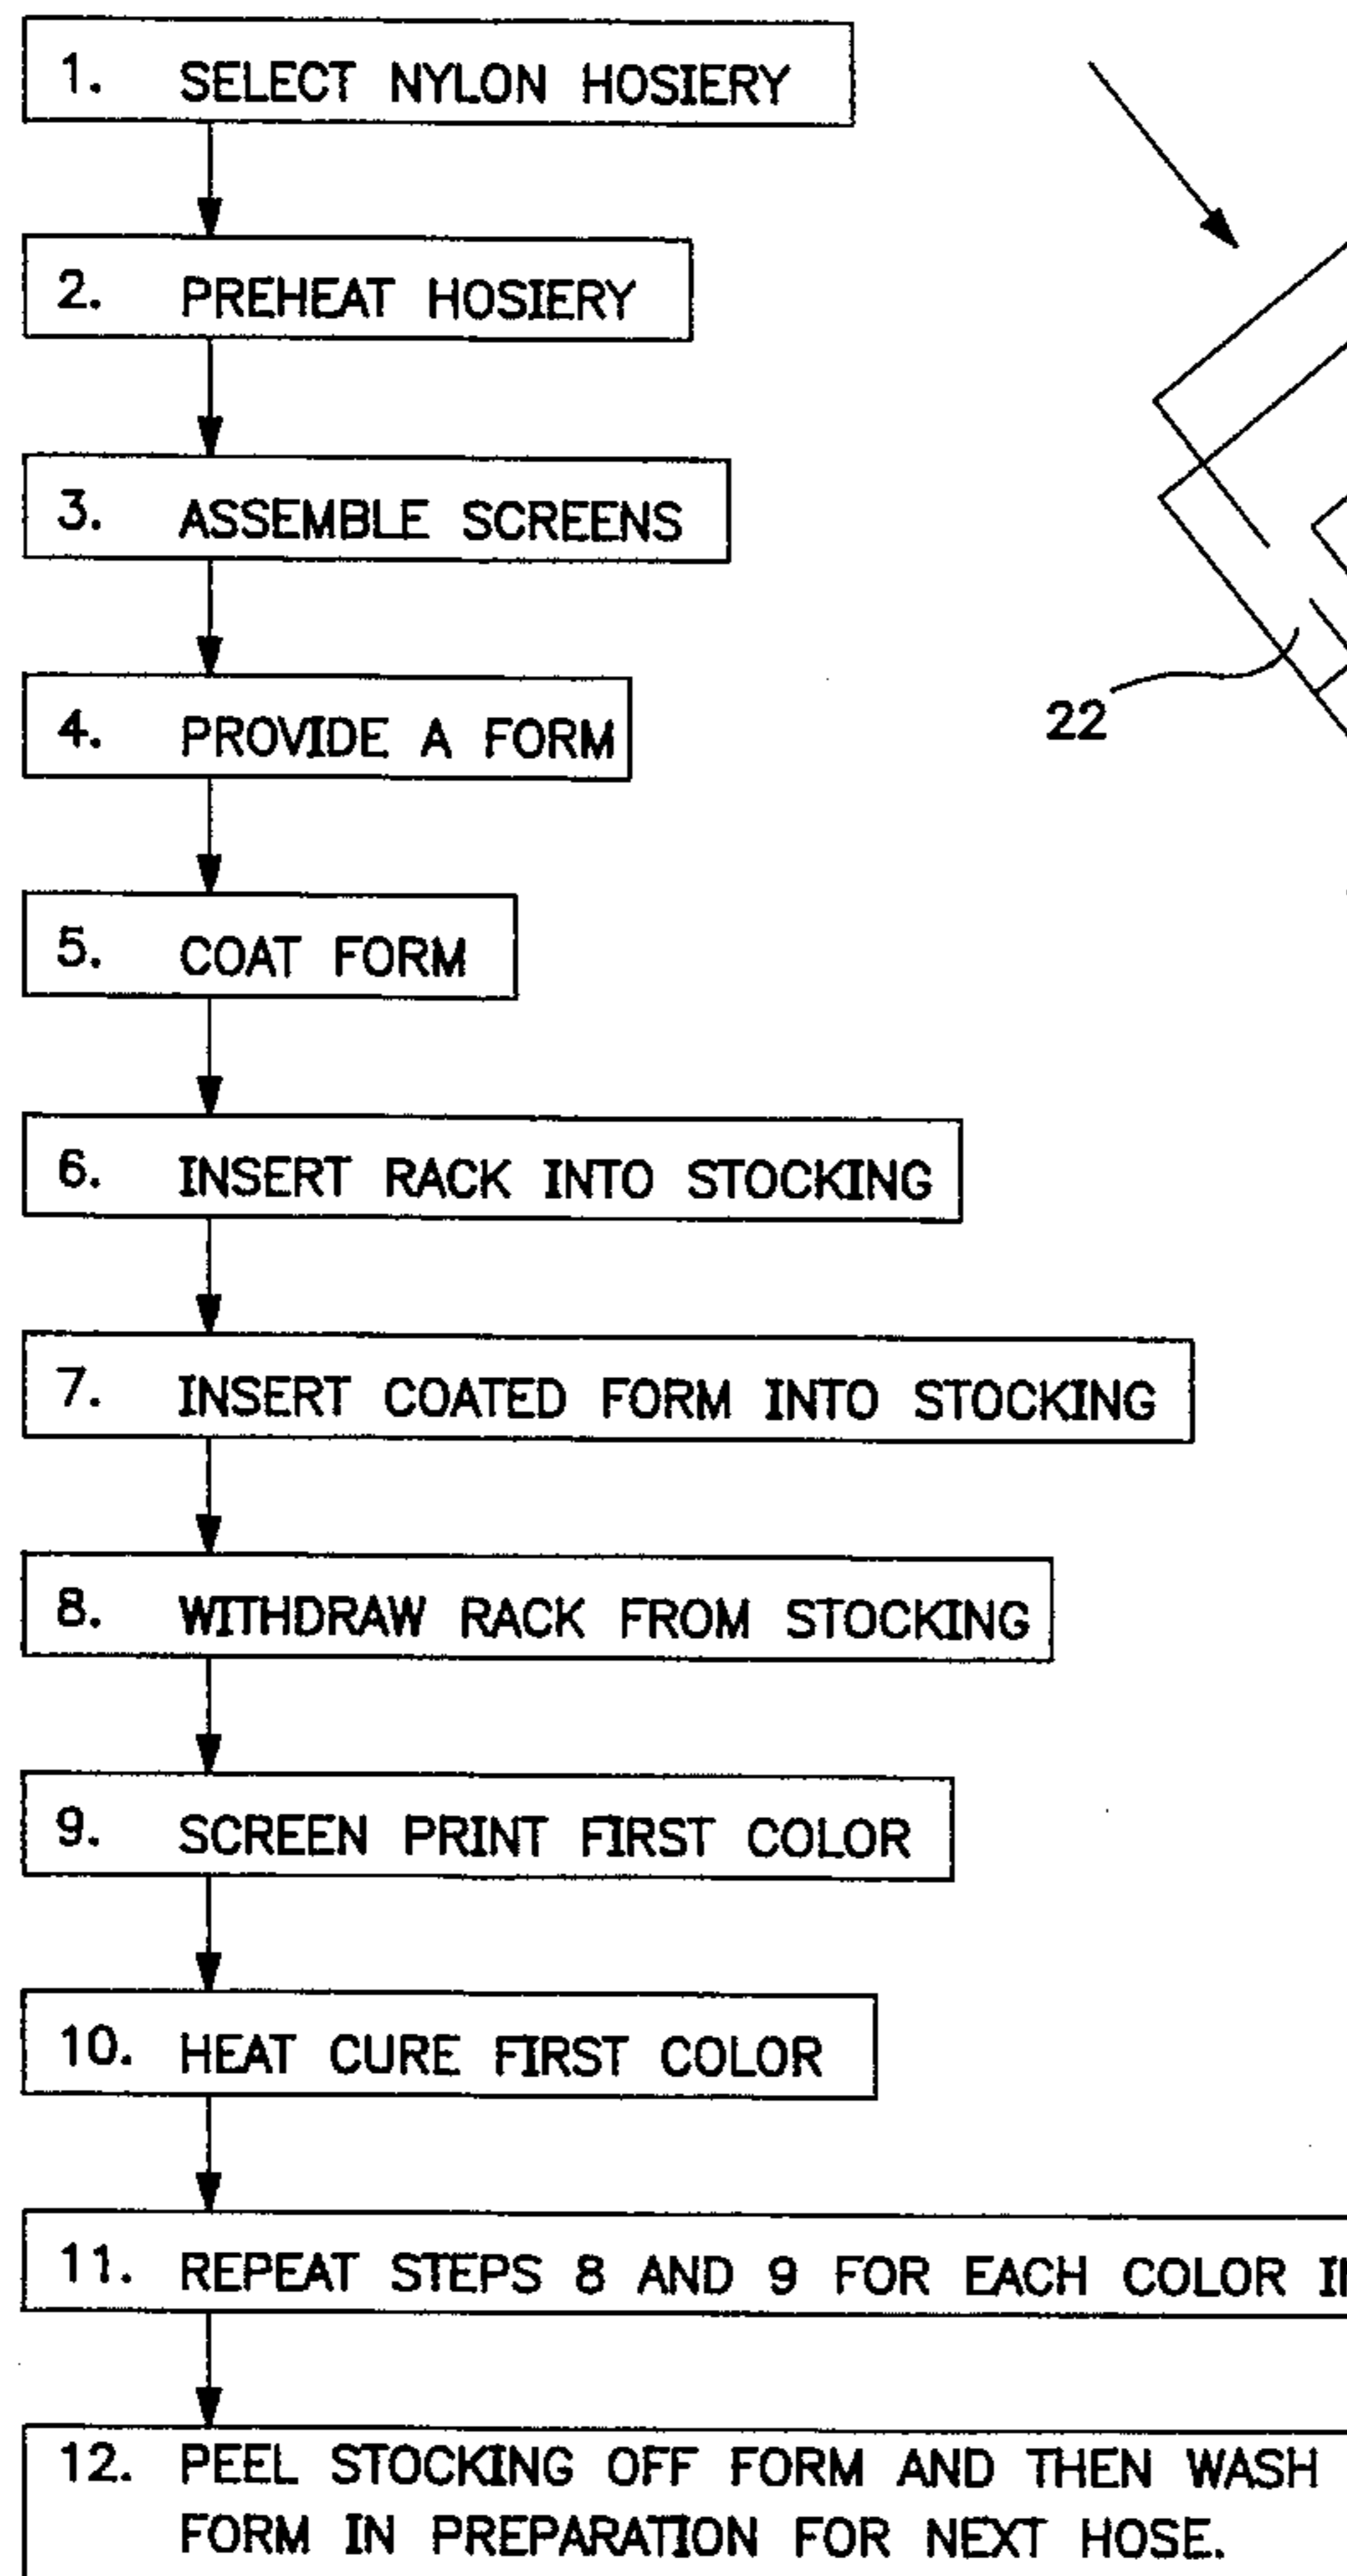 1. SELECT NYLON HOSIERY
2. PREHEAT HOSIERY
3. ASSEMBLE SCREENS
4. PROVIDE A FORM
22
5. COAT FORM
6. INSERT RACK INTO STOCKING
7. INSERT COATED FORM INTO STOCKING
8. WITHDRAW RACK FROM STOCKING
9. SCREEN PRINT FIRST COLOR
10. HEAT CURE FIRST COLOR
11. REPEAT STEPS 8 AND 9 FOR EACH COLOR
12. PEEL STOCKING OFF FORM AND THEN WASH
FORM IN PREPARATION FOR NEXT HOSE.